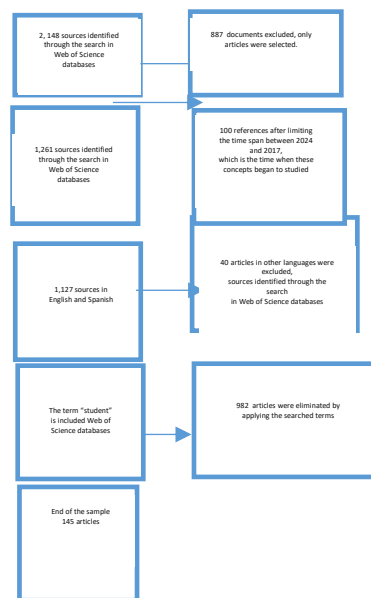 2, 148 sources identified
through the search in
Web of Science
databases
887 documents excluded, only
articles were selected.
1,261 sources identified
through the search in
Web of Science
databases
100 references after limiting
the time span between 2024
and 2017,
which is the time when these
concepts began to studied
1,127 sources in
English and Spanish
40 articles in other languages were
excluded,
sources identified through the
search
in Web of Science databases
The term "student"
is included Web of
Science databases
982 articles were eliminated by
applying the searched terms
End of the sample
145 articles